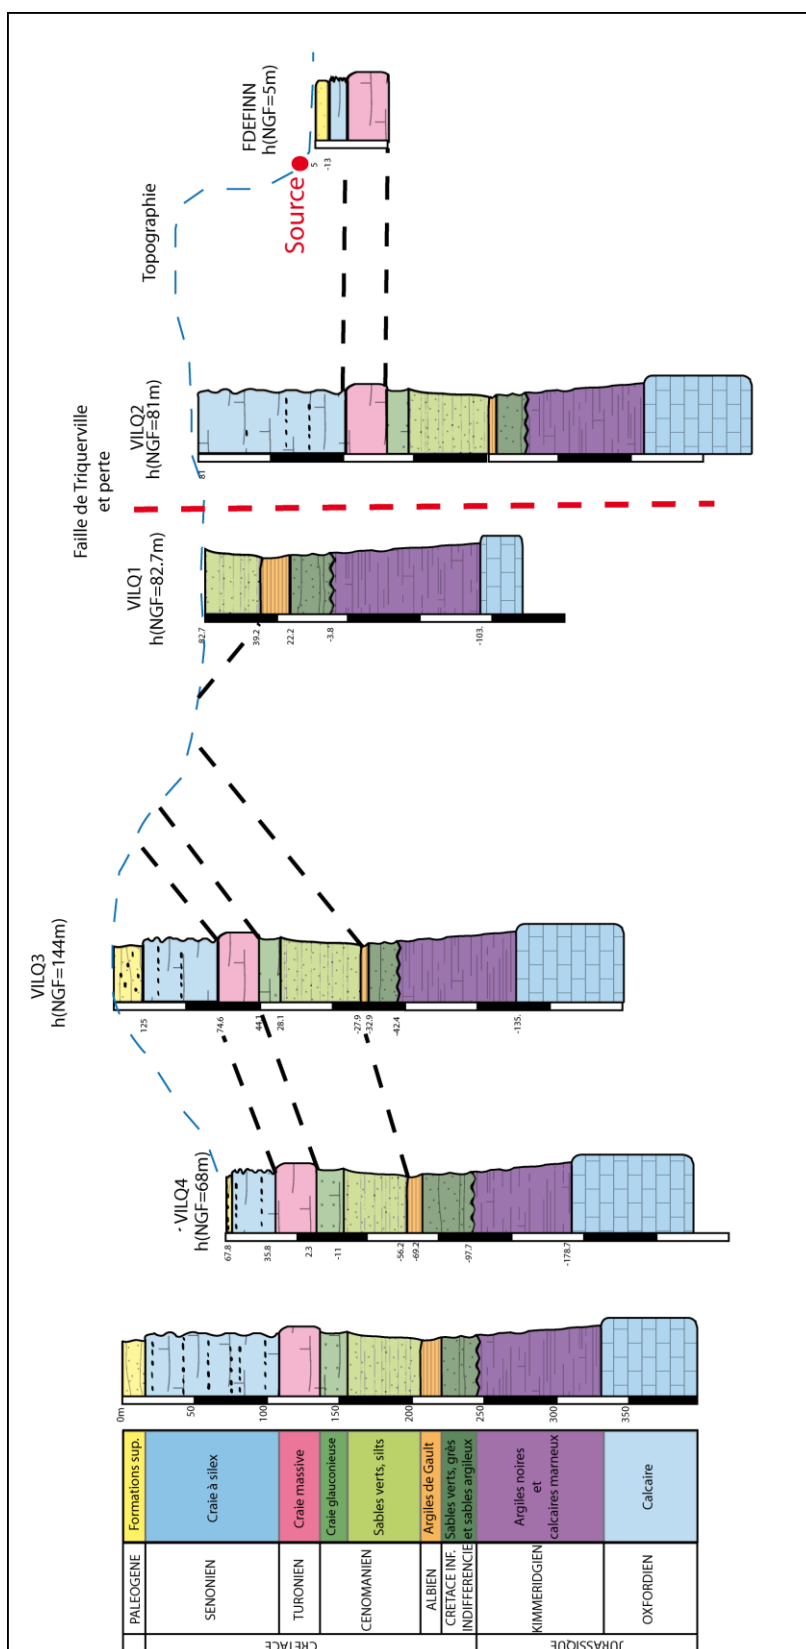 FDEFINN
h(NGF=5m)
5
-13
Source
Topographie
VILQ2
h(NGF=81m)
81
Faille de Triquerville
et perte
VILQ1
h(NGF=82.7m)
82.7
39.2
22.2
-3.8
-103.
VILQ3
h(NGF=144m)
125
74.6
44.1
28.1
-27.9
-32.9
-42.4
-135.
- VILQ4
h(NGF=68m)
67.8
35.8
2.3
-11
-56.2
-69.2
-97.7
-178.7
0m
50
100
150
200
250
300
350
Formations sup.
Craie à silex
Craie massive
Craie glauconieuse
Sables verts, silts
Argiles de Gault
Sables verts, grès
et sables argileux
Argiles noires
et
calcaires marneux
Calcaire
PALEOGENE
SENONIEN
TURONIEN
CENOMANIEN
ALBIEN
CRETACE INF.
INDIFFERENCIE
KIMMERIDGIEN
OXFORDIEN
CRETACE
JURASSIQUE